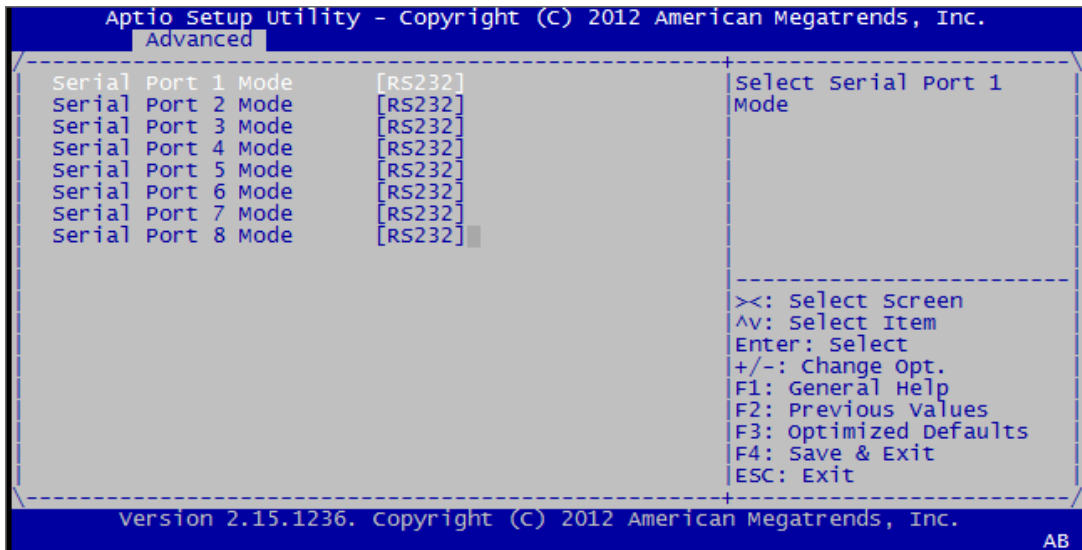 Aptio Setup Utility - Copyright (C) 2012 American Megatrends, Inc.
Advanced
Serial Port 1 Mode [RS232]
Serial Port 2 Mode [RS232]
Serial Port 3 Mode [RS232]
Serial Port 4 Mode [RS232]
Serial Port 5 Mode [RS232]
Serial Port 6 Mode [RS232]
Serial Port 7 Mode [RS232]
Serial Port 8 Mode [RS232]
Select Serial Port 1
Mode
><: Select Screen
^v: Select Item
Enter: Select
+/-: Change Opt.
F1: General Help
F2: Previous Values
F3: Optimized Defaults
F4: Save & Exit
ESC: Exit
Version 2.15.1236. Copyright (C) 2012 American Megatrends, Inc.
AB